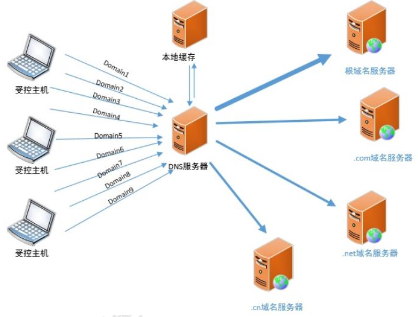 本地缓存
受控主机
Domain1
Domain2
Domain3
Domain4
根域名服务器
Domain5
受控主机
DNS服务器
.com域名服务器
Domain6
Domain7
Domain8
Domain9
受控主机
.net域名服务器
.cn域名服务器